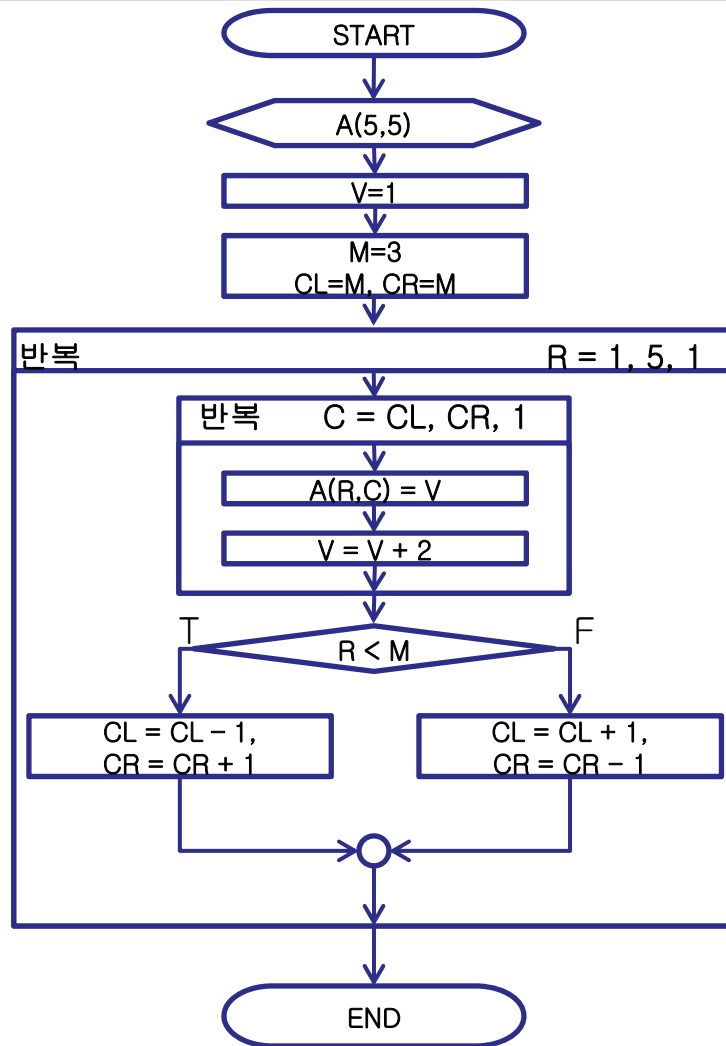 START
A(5,5)
V=1
M=3
CL=M, CR=M
반복 R = 1, 5, 1
반복 C = CL, CR, 1
A(R,C) = V
V = V + 2
T F
R < M
CL = CL - 1,
CR = CR + 1
CL = CL + 1,
CR = CR - 1
END